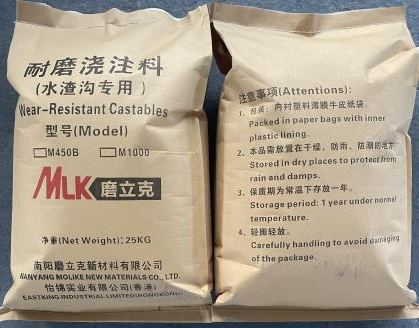 耐磨浇注料
(水渣沟专用)
Wear-Resistant Castables
型号(Model)
M450B M1000
MLK 磨立克
净重(Net Weight):25KG
南阳磨立克新材料有限公司
NANYANG MOLIKE NEW MATERIALS CO., LTD.
怡锦实业有限公司(香港)
EASTKING INDUSTRIAL LIMITED(HONGKONG)
注意事项(Attentions):
1、包装:内衬塑料薄膜牛皮纸袋。
Packed in paper bags with inner
plastic lining.
2、本品需放置在干燥,防雨、防潮的地方
Stored in dry places to protect from
rain and damps.
3、保质期为常温下存放一年。
Storage period: 1 year under normal
temperature.
4、轻搬轻放。
Carefully handling to avoid damaging
of the package.